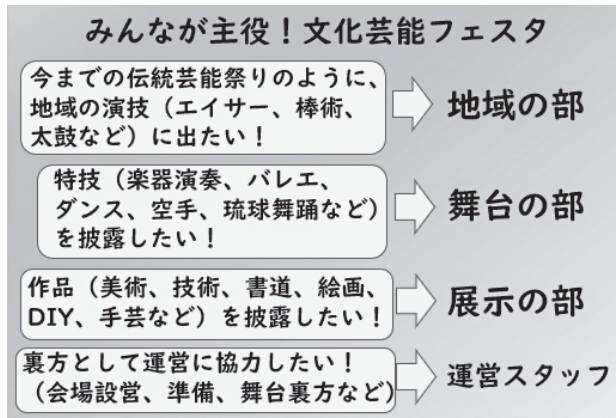 みんなが主役！文化芸能フェスタ
今までの伝統芸能祭りのように、
地域の演技（エイサー、棒術、
太鼓など）に出たい！
地域の部
特技（楽器演奏、バレエ、
ダンス、空手、琉球舞踊など）
を披露したい！
舞台の部
作品（美術、技術、書道、絵画、
DIY、手芸など）を披露したい！
展示の部
裏方として運営に協力したい！
（会場設営、準備、舞台裏方など）
運営スタッフ